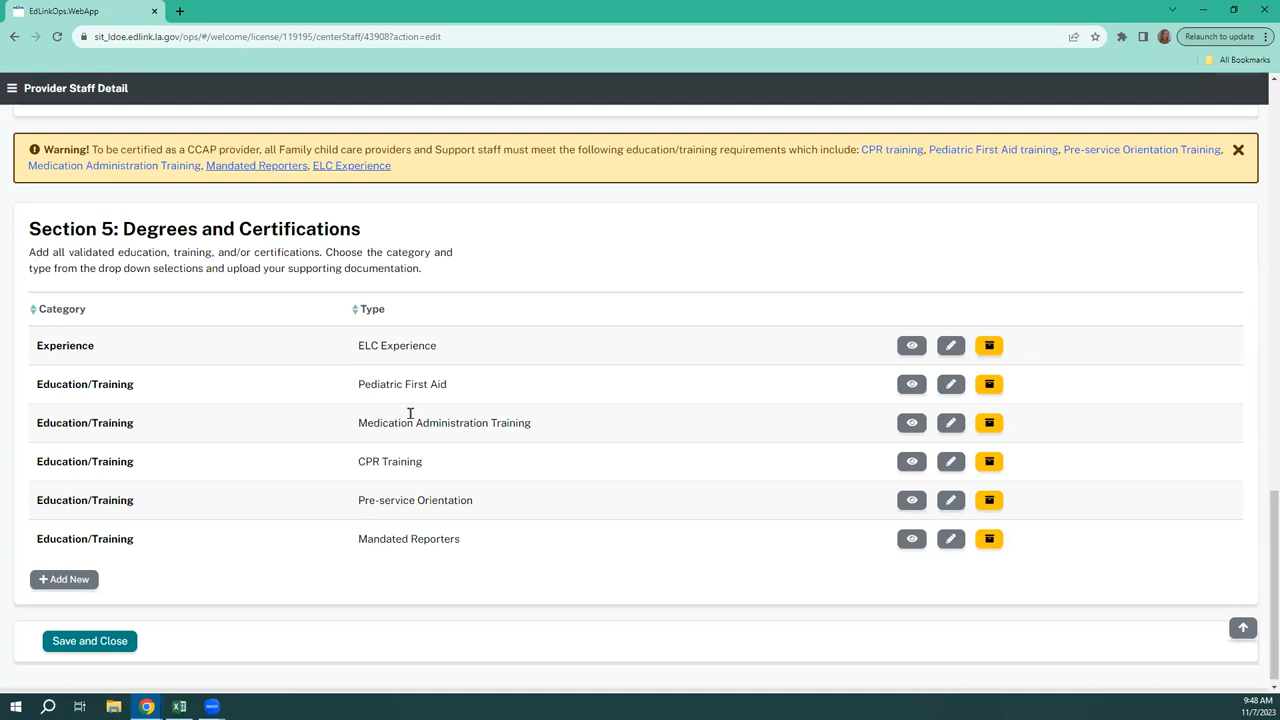 EdLinkOps.WebApp
sit_ldoe.edlink.la.gov/ops/#/welcome/license/119195/centerStaff/43908?action=edit
Relaunch to update
All Bookmarks
Provider Staff Detail
Warning! To be certified as a CCAP provider, all Family child care providers and Support staff must meet the following education/training requirements which include: CPR training, Pediatric First Aid training, Pre-service Orientation Training,
Medication Administration Training, Mandated Reporters, ELC Experience
Section 5: Degrees and Certifications
Add all validated education, training, and/or certifications. Choose the category and
type from the drop down selections and upload your supporting documentation.
Category Type
Experience ELC Experience
Education/Training Pediatric First Aid
Education/Training Medication Administration Training
Education/Training CPR Training
Education/Training Pre-service Orientation
Education/Training Mandated Reporters
+ Add New
Save and Close
zoom
9:48 AM
11/7/2023